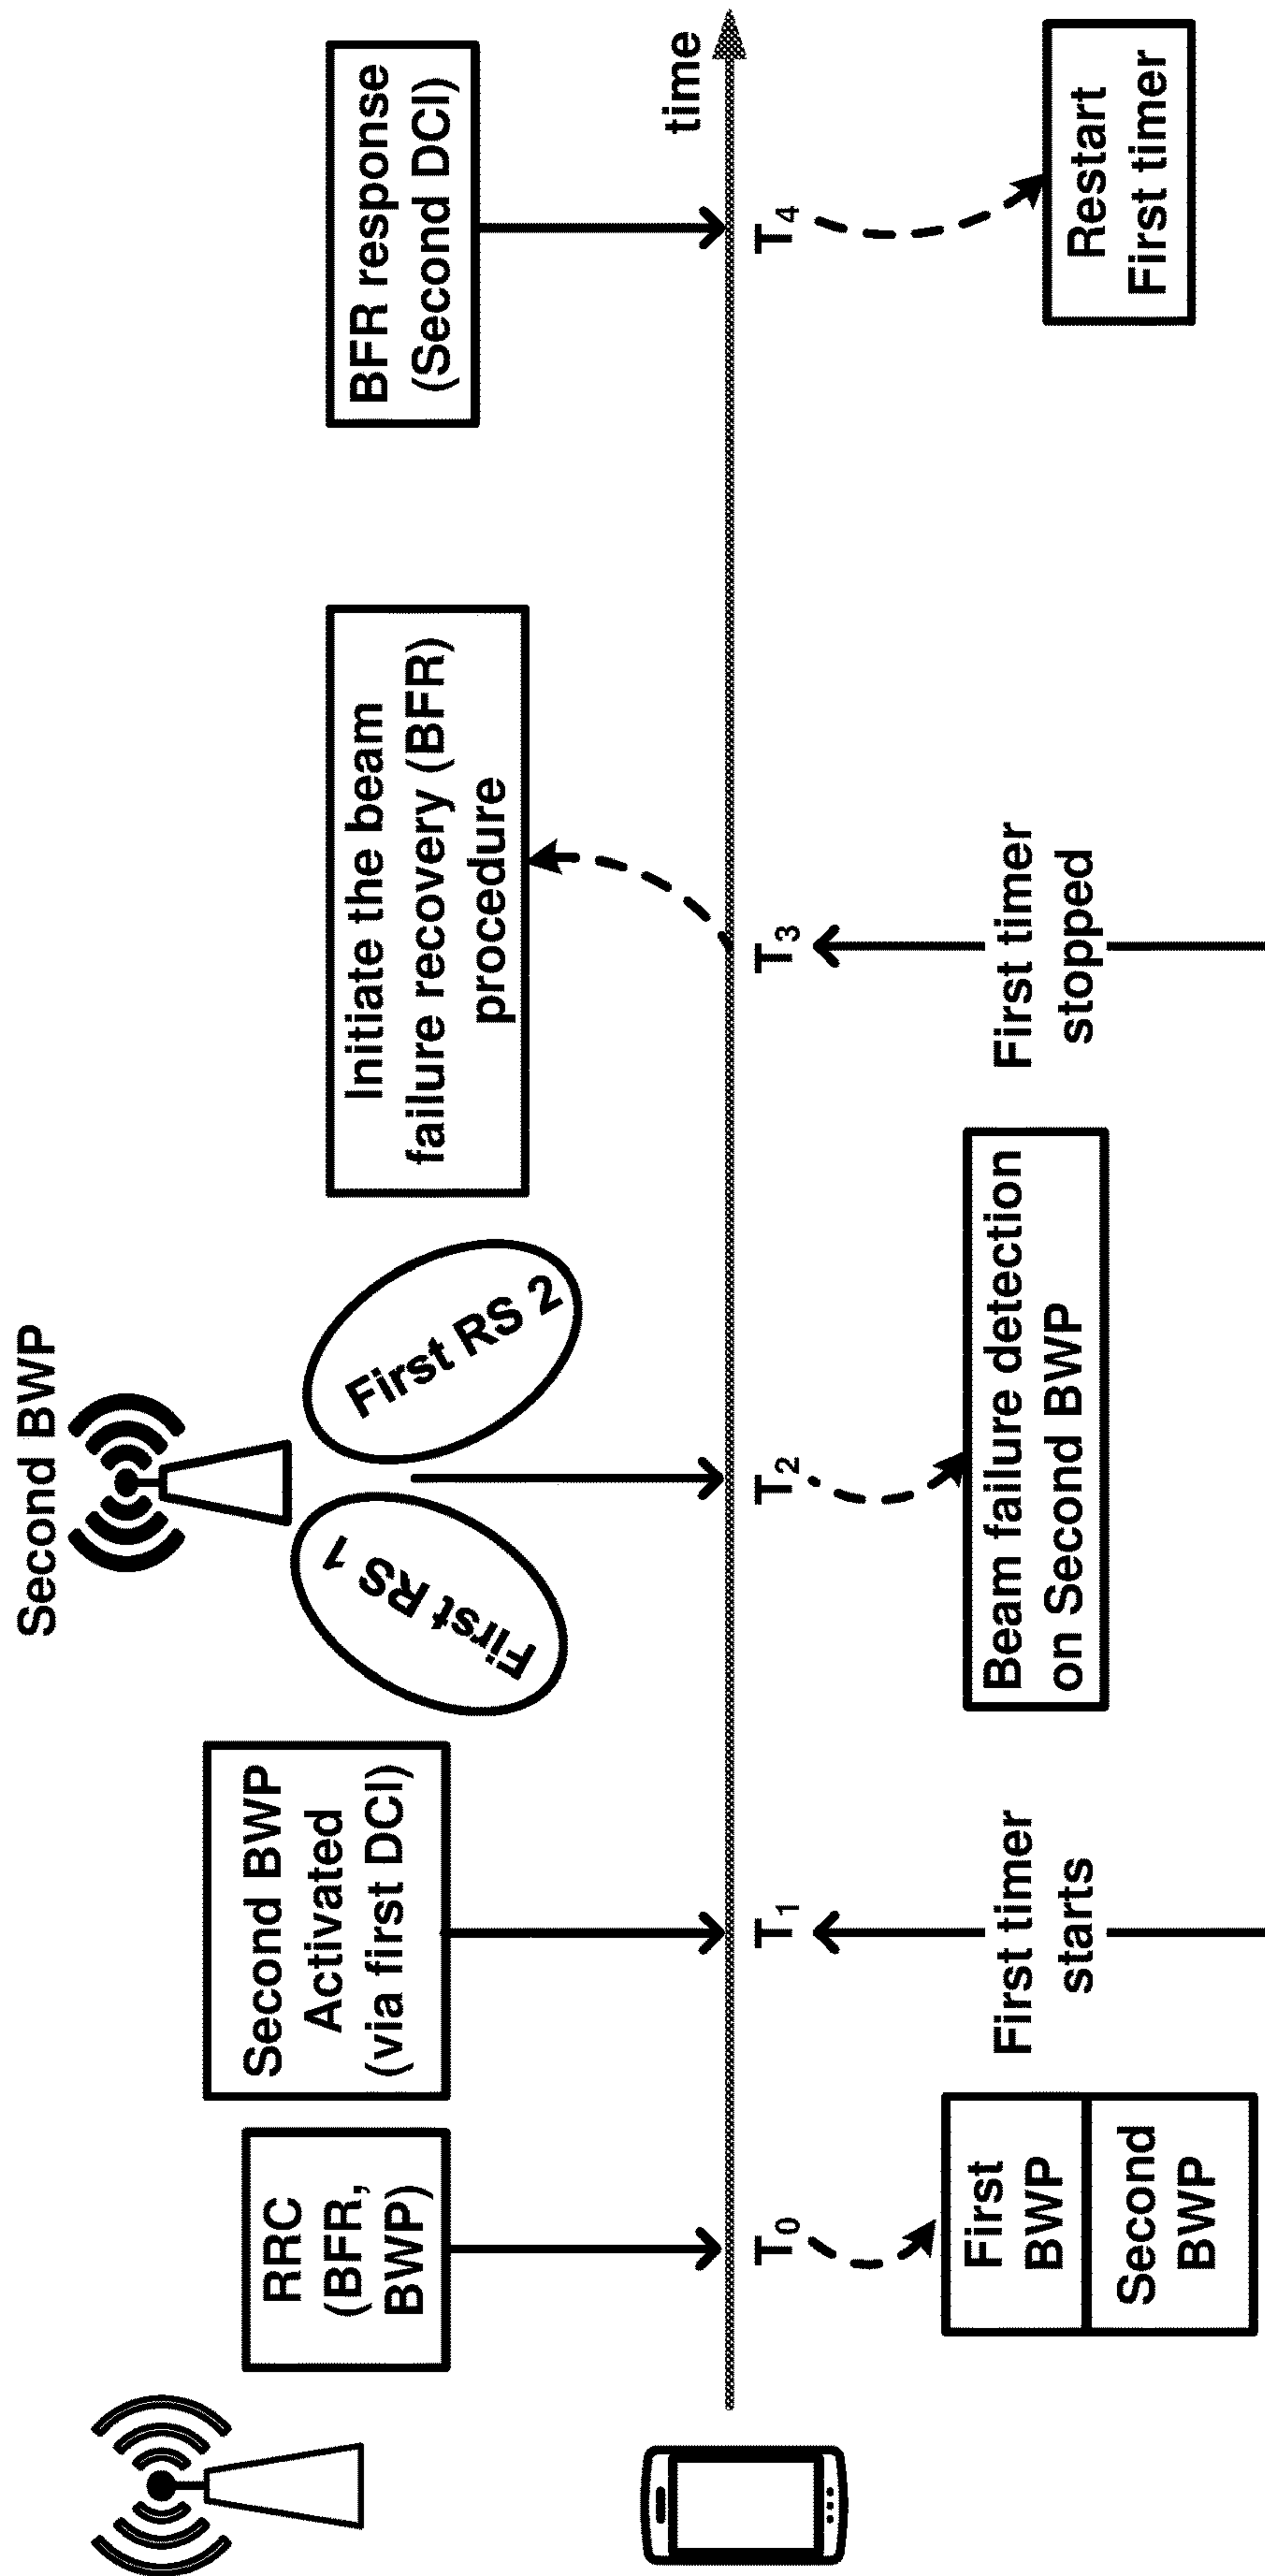 Second BWP
RRC
(BFR,
BWP)
Second BWP
Activated
(via first DCI)
First RS 1
First RS 2
Initiate the beam
failure recovery (BFR)
procedure
BFR response
(Second DCI)
time
T0
T1
T2
T3
T4
First
BWP
Second
BWP
First timer
starts
Beam failure detection
on Second BWP
First timer
stopped
Restart
First timer